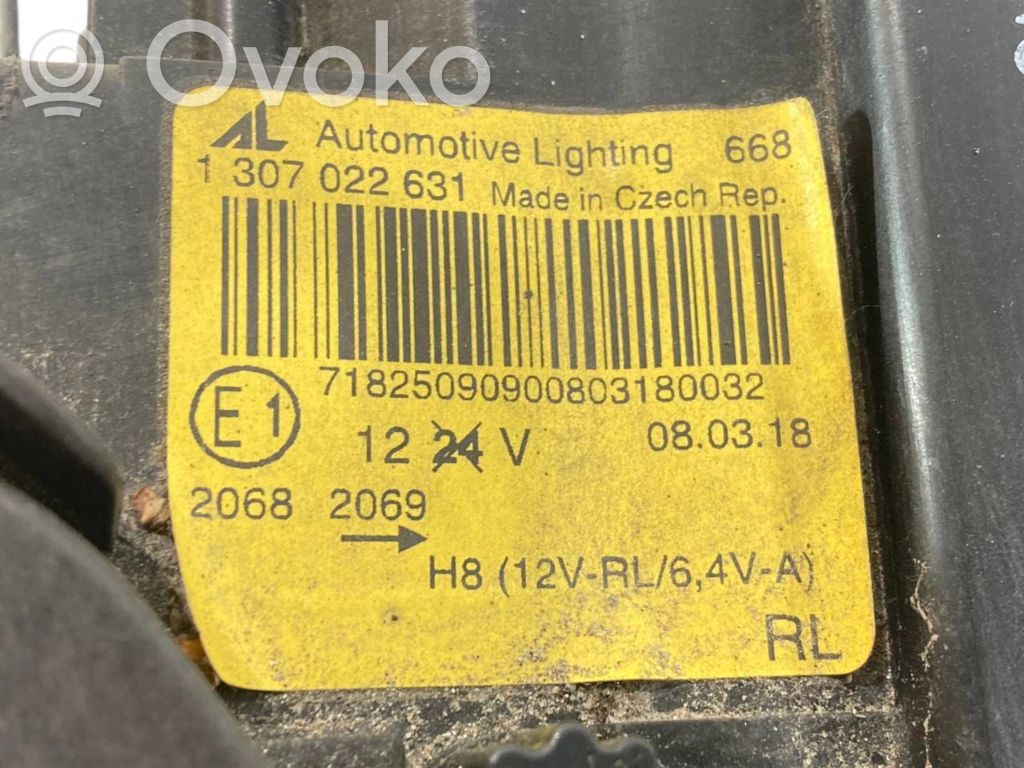 Ovoko
AL Automotive Lighting 668
1 307 022 631 Made in Czech Rep.
71825090900803180032
E1
12 24 V 08.03.18
2068 2069
H8 (12V-RL/6,4V-A)
RL